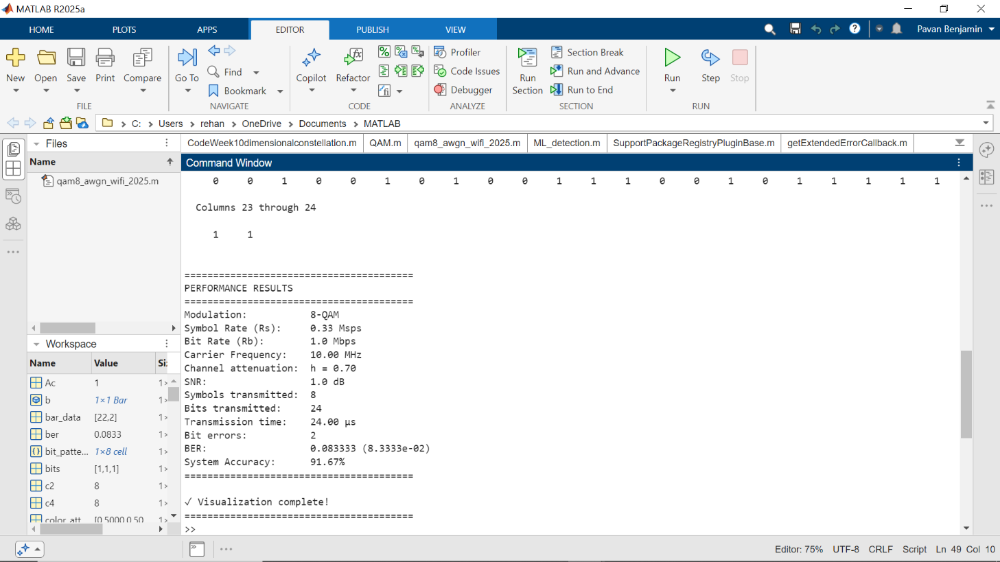 MATLAB R2025a
HOME PLOTS APPS EDITOR PUBLISH VIEW
Pavan Benjamin
New Open Save Print Compare
FILE
Go To
Find
Bookmark
NAVIGATE
Copilot Refactor
CODE
Profiler
Code Issues
Debugger
ANALYZE
Run Section
Section Break
Run and Advance
Run to End
SECTION
Run Step Stop
RUN
C: › Users › rehan › OneDrive › Documents › MATLAB
Files
Name
qam8_awgn_wifi_2025.m
CodeWeek10dimensionalconstellation.m QAM.m qam8_awgn_wifi_2025.m ML_detection.m SupportPackageRegistryPluginBase.m getExtendedErrorCallback.m
Command Window
0 0 1 0 0 1 0 1 0 0 1 1 1 0 0 1 0 1 1 1 1 1
Columns 23 through 24
1 1
========================================
PERFORMANCE RESULTS
========================================
Modulation: 8-QAM
Symbol Rate (Rs): 0.33 Msps
Bit Rate (Rb): 1.0 Mbps
Carrier Frequency: 10.00 MHz
Channel attenuation: h = 0.70
SNR: 1.0 dB
Symbols transmitted: 8
Bits transmitted: 24
Transmission time: 24.00 μs
Bit errors: 2
BER: 0.083333 (8.3333e-02)
System Accuracy: 91.67%
========================================
✓ Visualization complete!
========================================
>>
Workspace
Name Value Si
Ac 1 1
b 1×1 Bar 1
bar_data [22,2] 1
ber 0.0833 1
bit_patte... 1×8 cell 1
bits [1,1,1] 1
c2 8 1
c4 8 1
color_att [0.5000,0.50
Editor: 75% UTF-8 CRLF Script Ln 49 Col 10